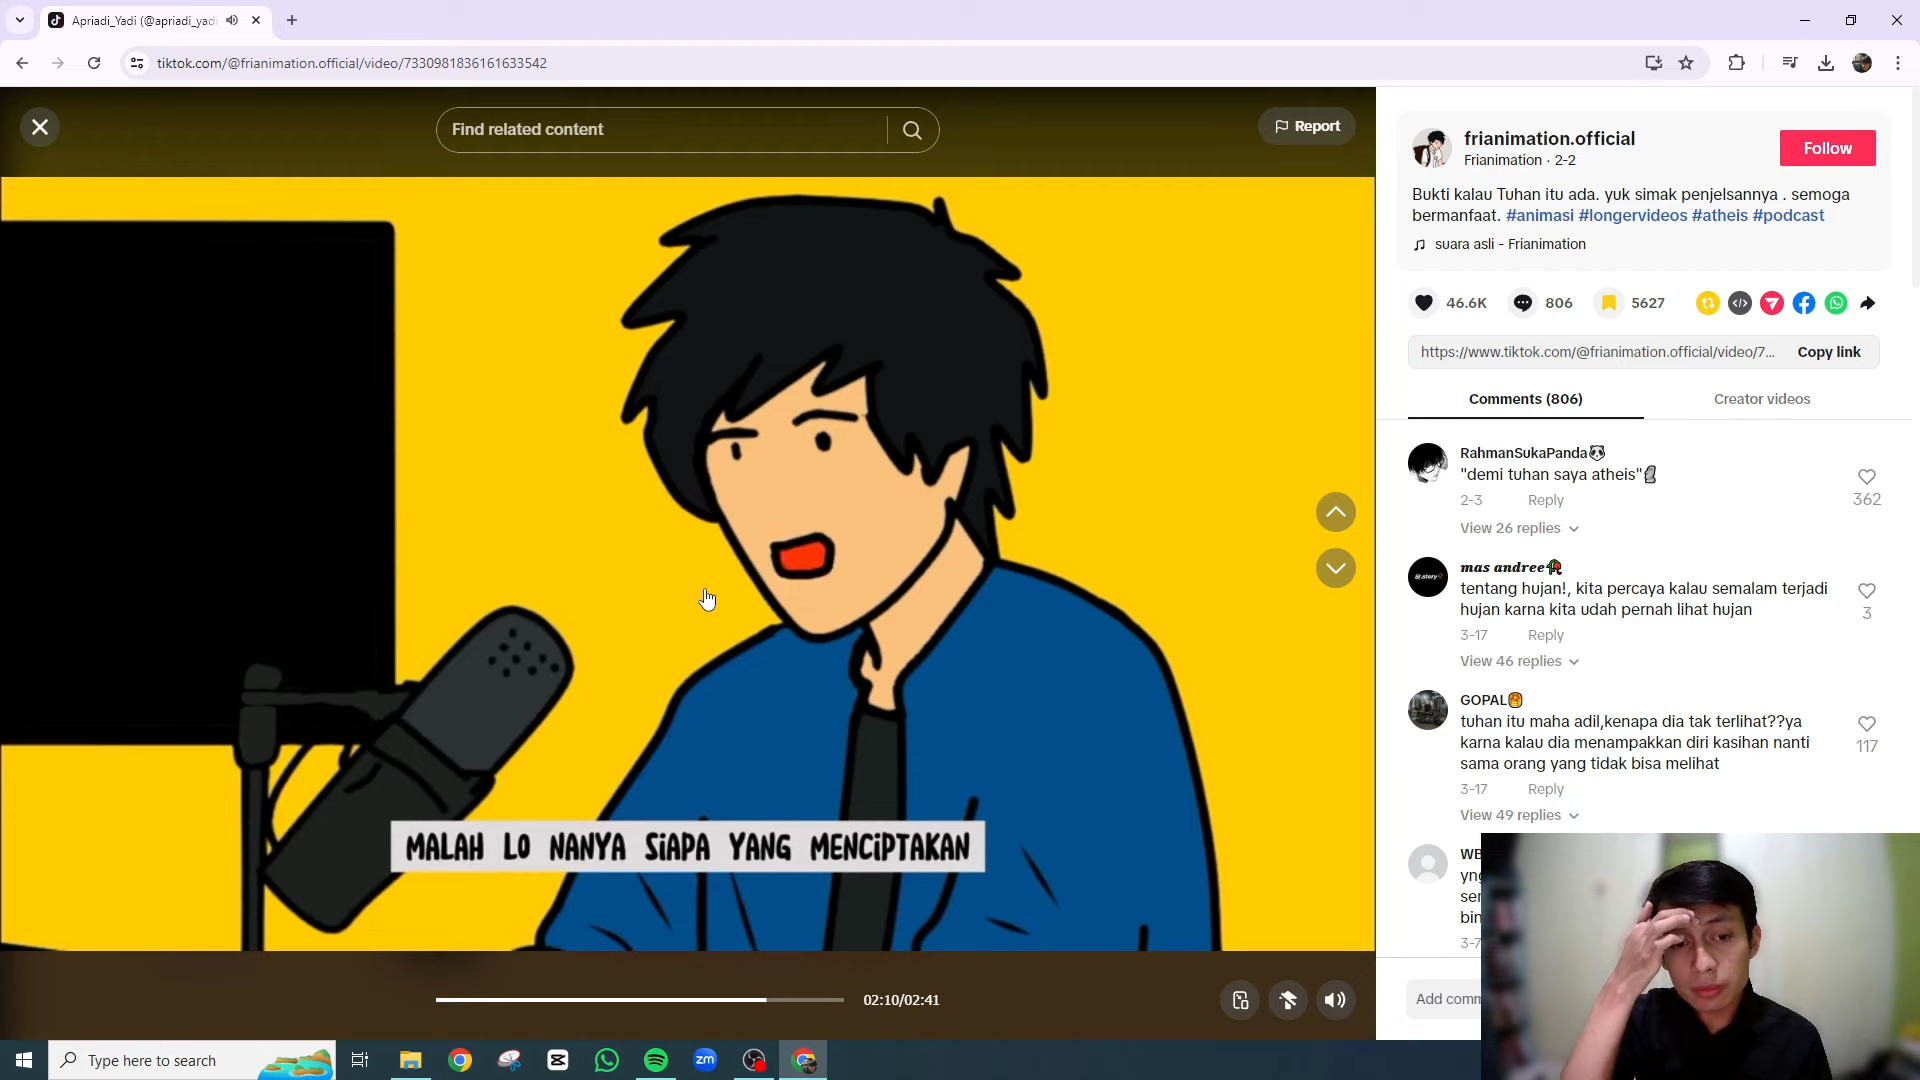 Apriadi_Yadi (@apriadi_yadi
tiktok.com/@frianimation.official/video/7330981836161633542
Find related content
Report
MALAH LO NANYA SIAPA YANG MENCIPTAKAN
02:10/02:41
frianimation.official
Frianimation · 2-2
Follow
Bukti kalau Tuhan itu ada. yuk simak penjelsannya . semoga
bermanfaat. #animasi #longervideos #atheis #podcast
suara asli - Frianimation
46.6K
806
5627
https://www.tiktok.com/@frianimation.official/video/7...
Copy link
Comments (806)
Creator videos
RahmanSukaPanda🐼
"demi tuhan saya atheis"🗿
2-3
Reply
362
View 26 replies
mas andree
tentang hujan!, kita percaya kalau semalam terjadi
hujan karna kita udah pernah lihat hujan
3
3-17
Reply
View 46 replies
GOPAL
tuhan itu maha adil,kenapa dia tak terlihat??ya
karna kalau dia menampakkan diri kasihan nanti
sama orang yang tidak bisa melihat
117
3-17
Reply
View 49 replies
Type here to search
zm